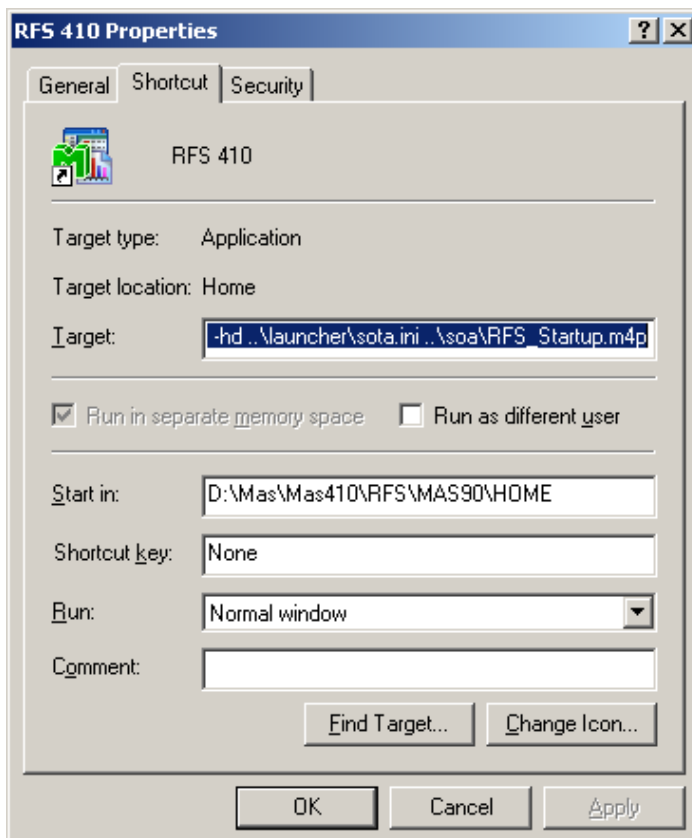 RFS 410 Properties
General Shortcut Security
RFS 410
Target type: Application
Target location: Home
Target: -hd ..\launcher\sota.ini ..\soa\RFS_Startup.m4p
Run in separate memory space Run as different user
Start in: D:\Mas\Mas410\RFS\MAS90\HOME
Shortcut key: None
Run: Normal window
Comment:
Find Target... Change Icon...
OK Cancel Apply